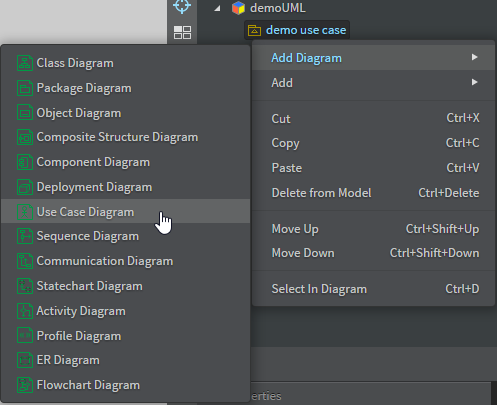 demoUML
demo use case
Add Diagram
Add
Cut Ctrl+X
Copy Ctrl+C
Paste Ctrl+V
Delete from Model Ctrl+Delete
Move Up Ctrl+Shift+Up
Move Down Ctrl+Shift+Down
Select In Diagram Ctrl+D
Class Diagram
Package Diagram
Object Diagram
Composite Structure Diagram
Component Diagram
Deployment Diagram
Use Case Diagram
Sequence Diagram
Communication Diagram
Statechart Diagram
Activity Diagram
Profile Diagram
ER Diagram
Flowchart Diagram
erties